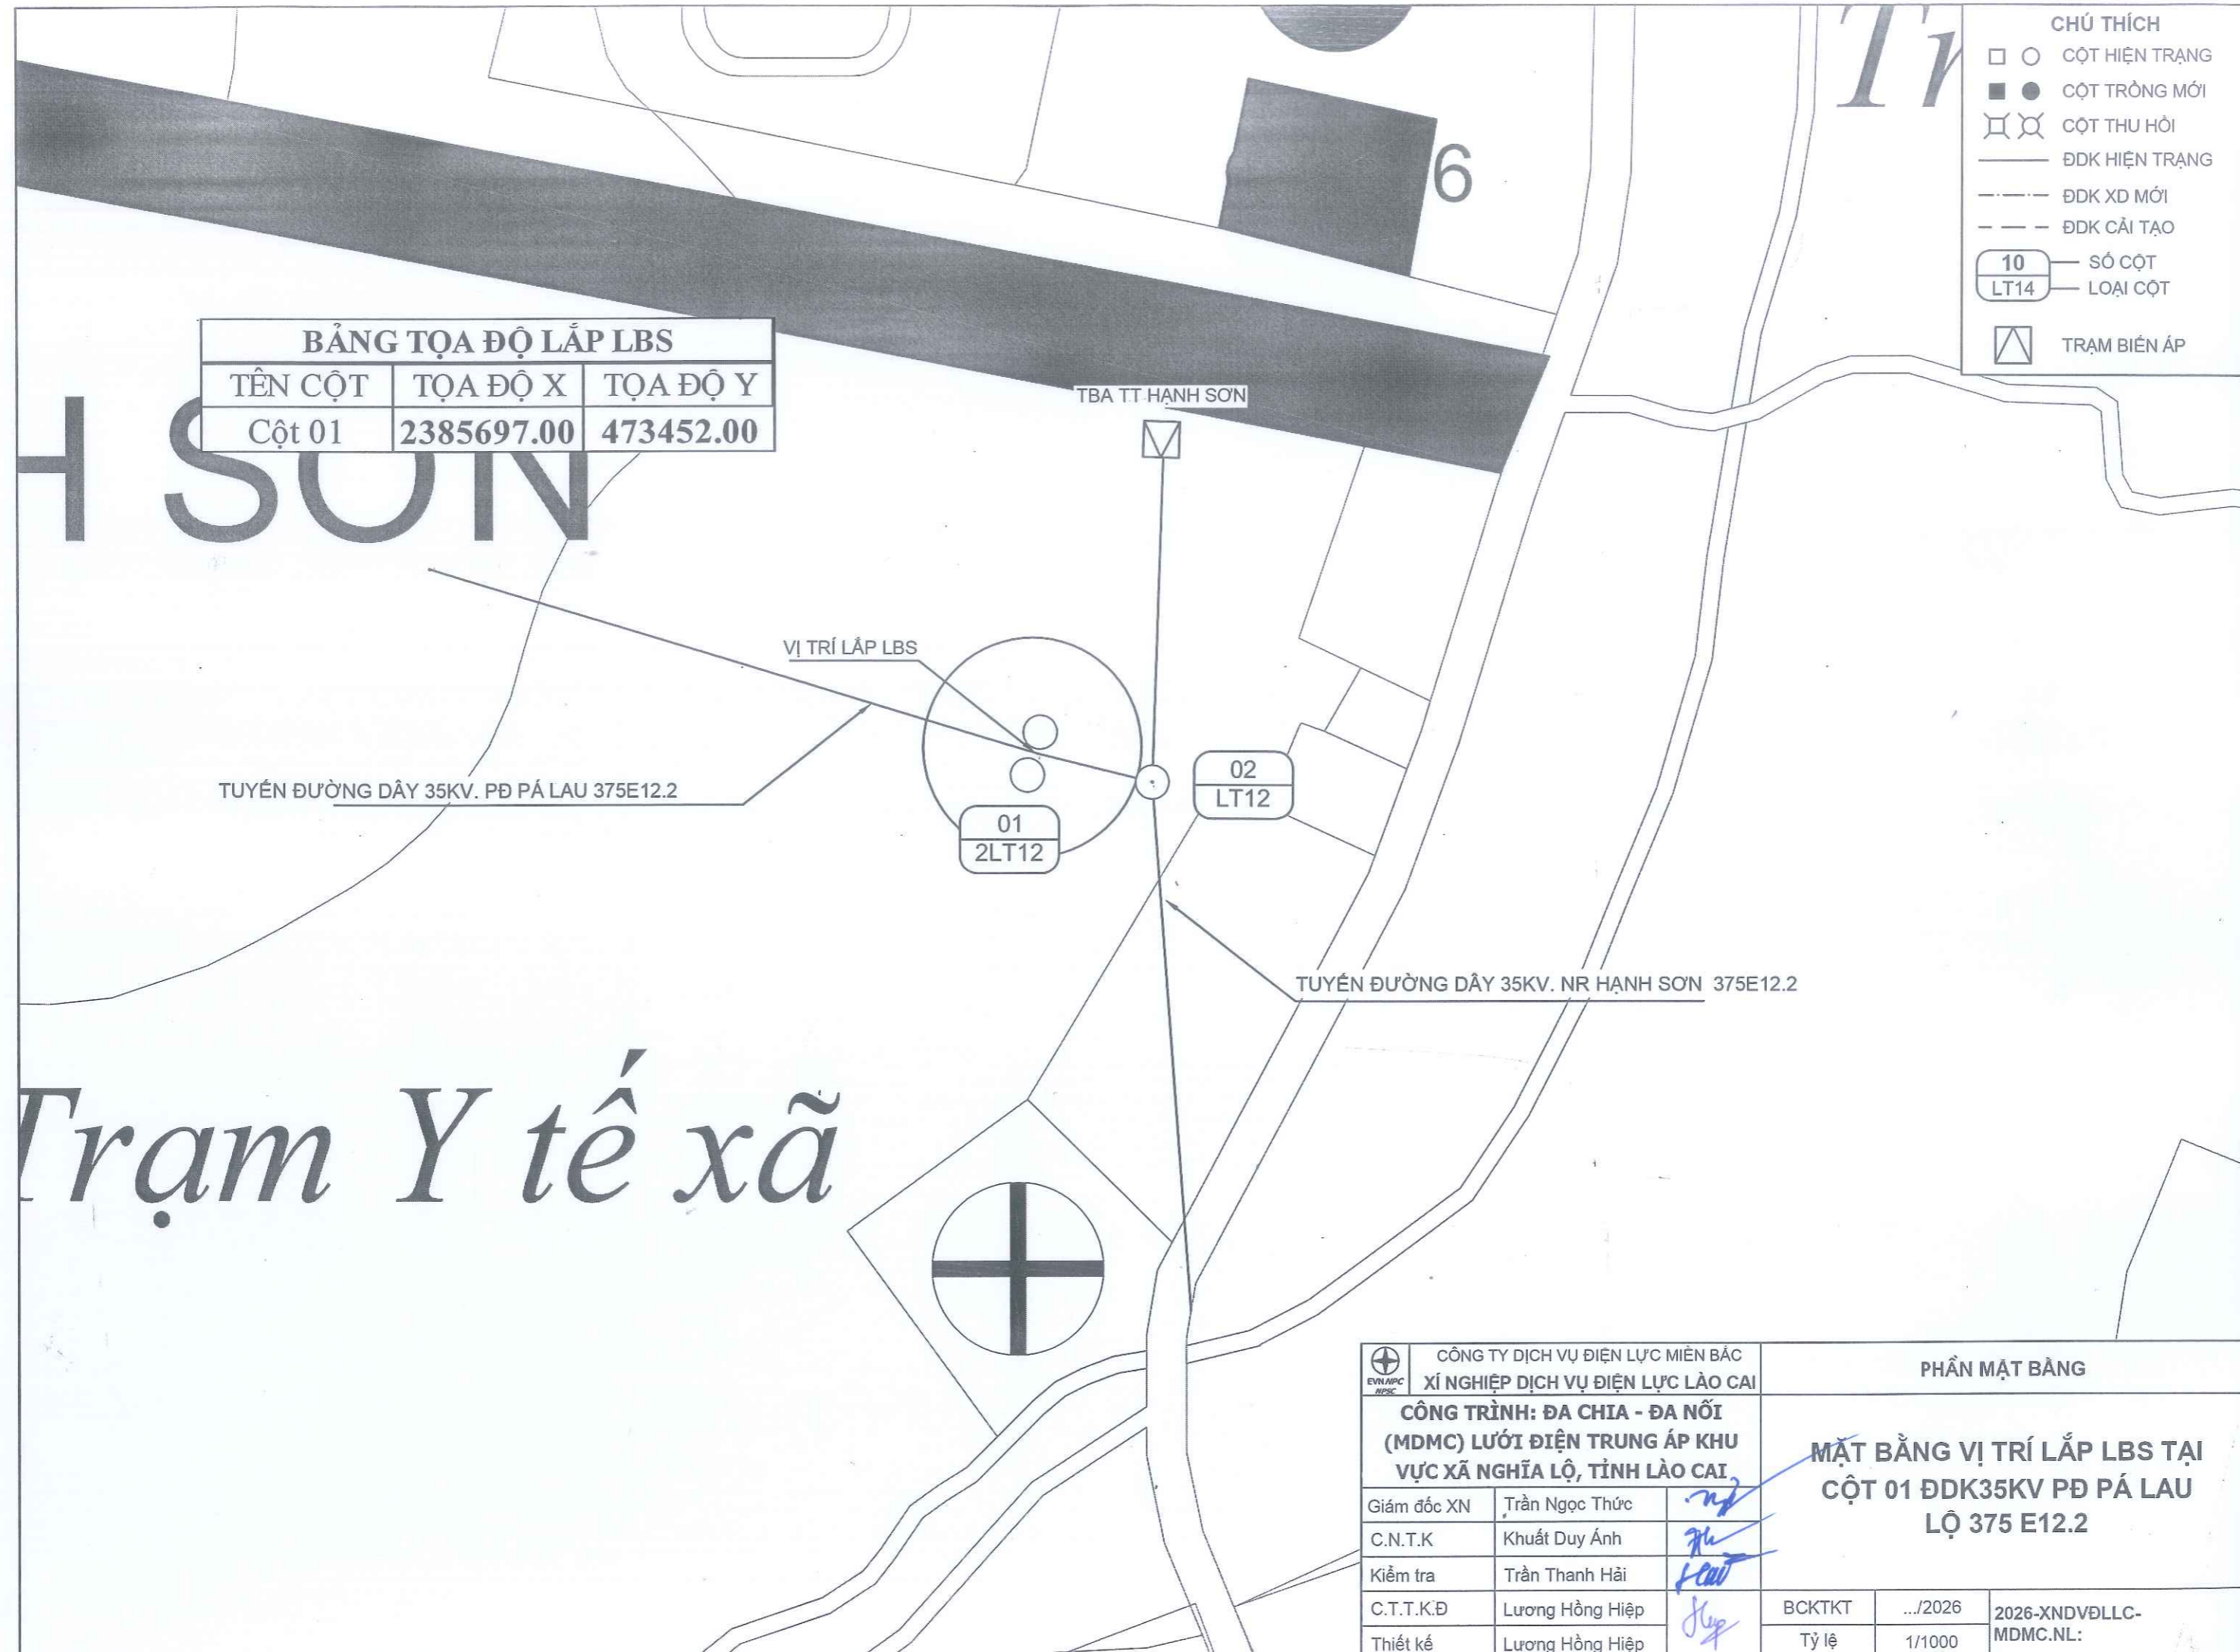 Tr
CHÚ THÍCH
CỘT HIỆN TRẠNG
CỘT TRỒNG MỚI
CỘT THU HỒI
ĐDK HIỆN TRẠNG
ĐDK XD MỚI
ĐDK CẢI TẠO
10
SỐ CỘT
LT14
LOẠI CỘT
TRẠM BIẾN ÁP
6
BẢNG TỌA ĐỘ LẮP LBS
TÊN CỘT TỌA ĐỘ X TỌA ĐỘ Y
Cột 01 2385697.00 473452.00
H SƠN
TBA TT HẠNH SƠN
VỊ TRÍ LẮP LBS
TUYẾN ĐƯỜNG DÂY 35KV. PĐ PÁ LAU 375E12.2
02
LT12
01
2LT12
TUYẾN ĐƯỜNG DÂY 35KV. NR HẠNH SƠN 375E12.2
Trạm Y tế xã
EVNNPC
NPSC
CÔNG TY DỊCH VỤ ĐIỆN LỰC MIỀN BẮC
XÍ NGHIỆP DỊCH VỤ ĐIỆN LỰC LÀO CAI
PHẦN MẶT BẰNG
CÔNG TRÌNH: ĐA CHIA - ĐA NỐI
(MDMC) LƯỚI ĐIỆN TRUNG ÁP KHU
VỰC XÃ NGHĨA LỘ, TỈNH LÀO CAI
MẶT BẰNG VỊ TRÍ LẮP LBS TẠI
CỘT 01 ĐDK35KV PĐ PÁ LAU
LỘ 375 E12.2
Giám đốc XN Trần Ngọc Thức
C.N.T.K Khuất Duy Ánh
Kiểm tra Trần Thanh Hải
C.T.T.K.Đ Lương Hồng Hiệp
Thiết kế Lương Hồng Hiệp
BCKTKT .../2026
Tỷ lệ 1/1000
2026-XNDVĐLLC-
MDMC.NL: